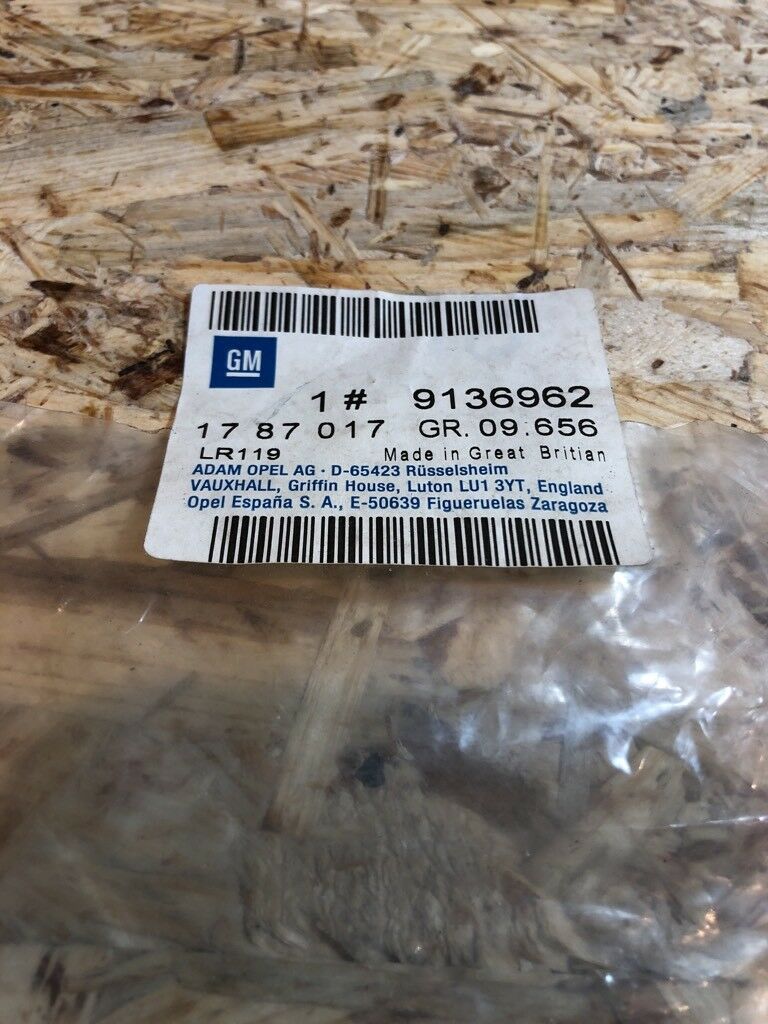 GM
1 # 9136962
17 87 017 GR. 09.656
LR119 Made in Great Britian
ADAM OPEL AG · D-65423 Rüsselsheim
VAUXHALL, Griffin House, Luton LU1 3YT, England
Opel España S. A., E-50639 Figueruelas Zaragoza